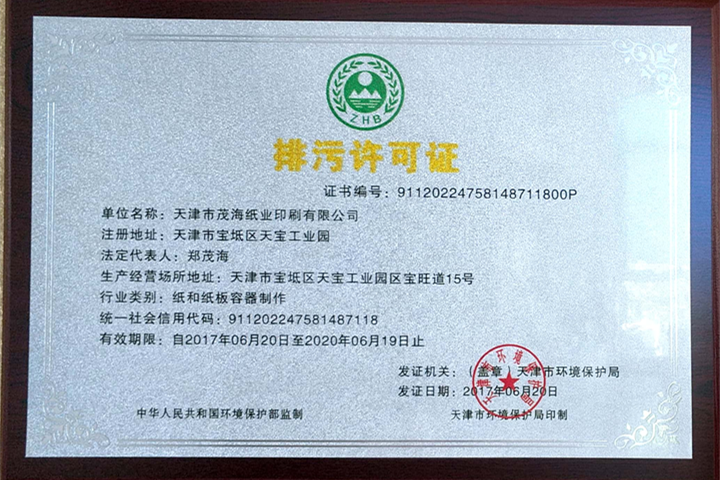 ZHB
排污许可证
证书编号：91120224758148711800P
单位名称：天津市茂海纸业印刷有限公司
注册地址：天津市宝坻区天宝工业园
法定代表人：郑茂海
生产经营场所地址：天津市宝坻区天宝工业园区宝旺道15号
行业类别：纸和纸板容器制作
统一社会信用代码：911202247581487118
有效期限：自2017年06月20日至2020年06月19日止
发证机关：（盖章）天津市环境保护局
发证日期：2017年06月20日
天津市环境保护局
中华人民共和国环境保护部监制
天津市环境保护局印制